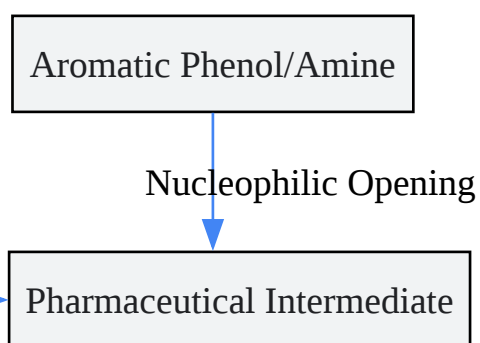 Aromatic Phenol/Amine
Nucleophilic Opening
Pharmaceutical Intermediate